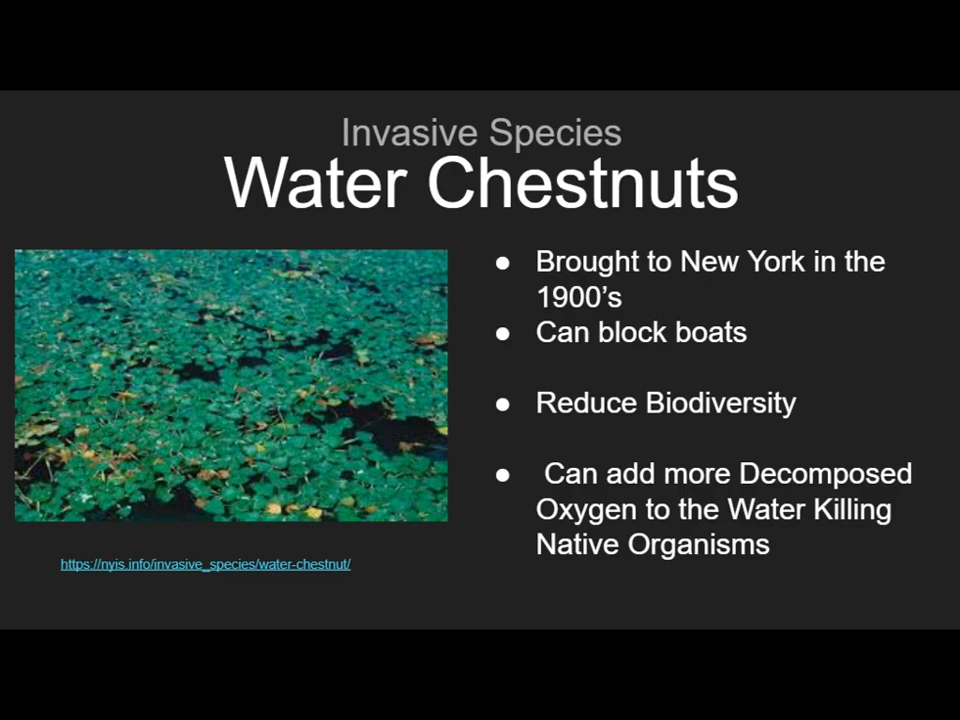 Invasive Species
Water Chestnuts
● Brought to New York in the
1900’s
● Can block boats
● Reduce Biodiversity
● Can add more Decomposed
Oxygen to the Water Killing
Native Organisms
https://nyis.info/invasive_species/water-chestnut/